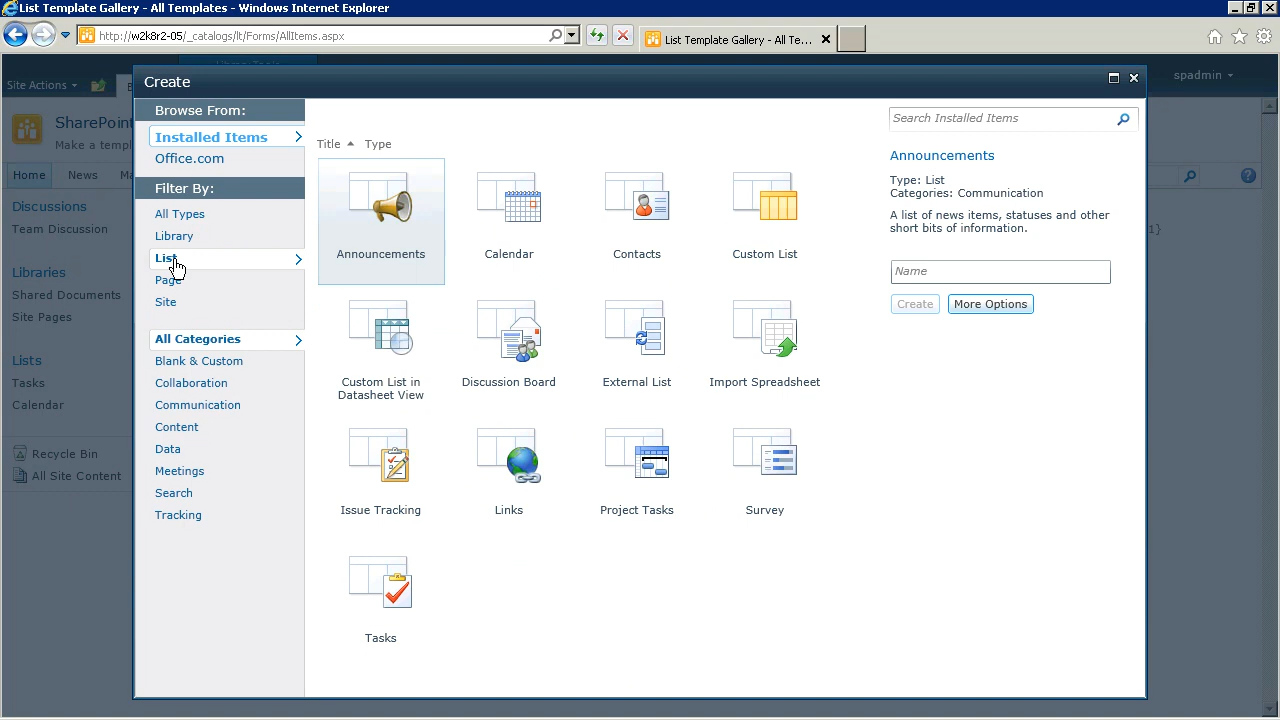 List Template Gallery - All Templates - Windows Internet Explorer
http://w2k8r2-05/_catalogs/lt/Forms/AllItems.aspx
List Template Gallery - All Te...
Site Actions
spadmin
Create
SharePoint
Make a templ
Home
News
Discussions
Team Discussion
Libraries
Shared Documents
Site Pages
Lists
Tasks
Calendar
Recycle Bin
All Site Content
Browse From:
Installed Items
Office.com
Filter By:
All Types
Library
List
Page
Site
All Categories
Blank & Custom
Collaboration
Communication
Content
Data
Meetings
Search
Tracking
Title
Type
Announcements
Calendar
Contacts
Custom List
Custom List in
Datasheet View
Discussion Board
External List
Import Spreadsheet
Issue Tracking
Links
Project Tasks
Survey
Tasks
Search Installed Items
Announcements
Type: List
Categories: Communication
A list of news items, statuses and other
short bits of information.
Name
Create
More Options